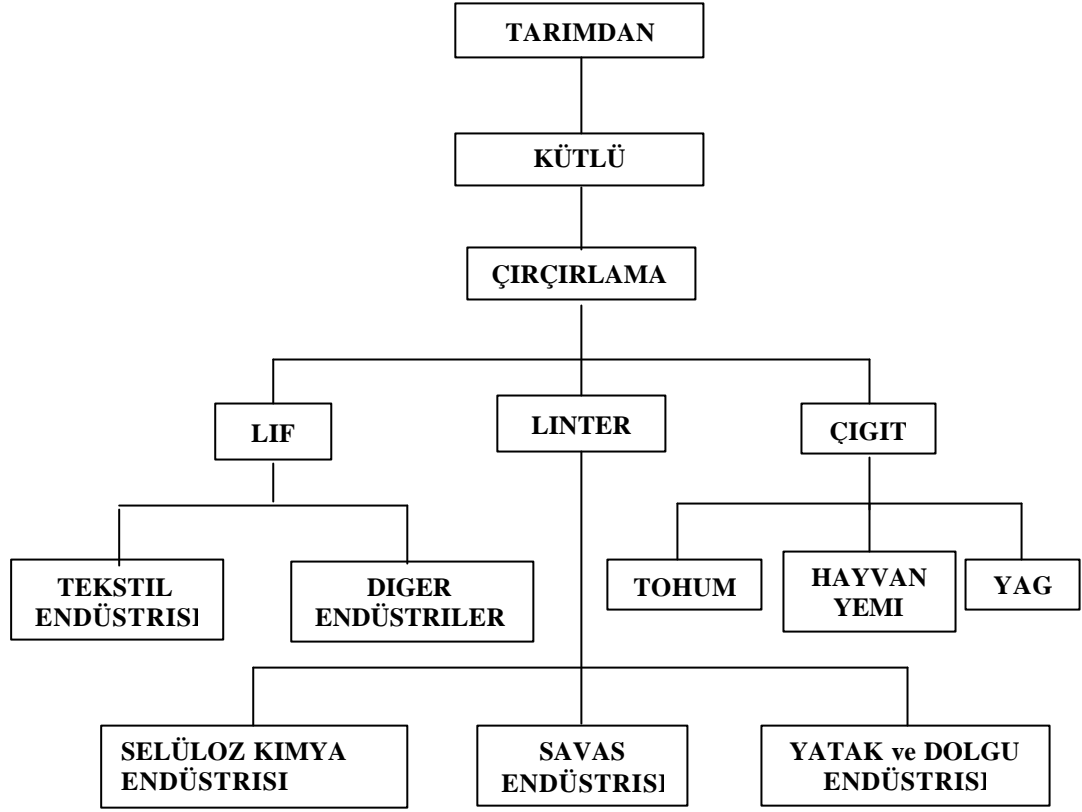 TARIMDAN
KÜTLÜ
ÇIRÇIRLAMA
LIF
LINTER
ÇIGIT
TEKSTIL
ENDÜSTRISI
DIGER
ENDÜSTRILER
TOHUM
HAYVAN
YEMI
YAG
SELÜLOZ KIMYA
ENDÜSTRISI
SAVAS
ENDÜSTRISI
YATAK ve DOLGU
ENDÜSTRISI